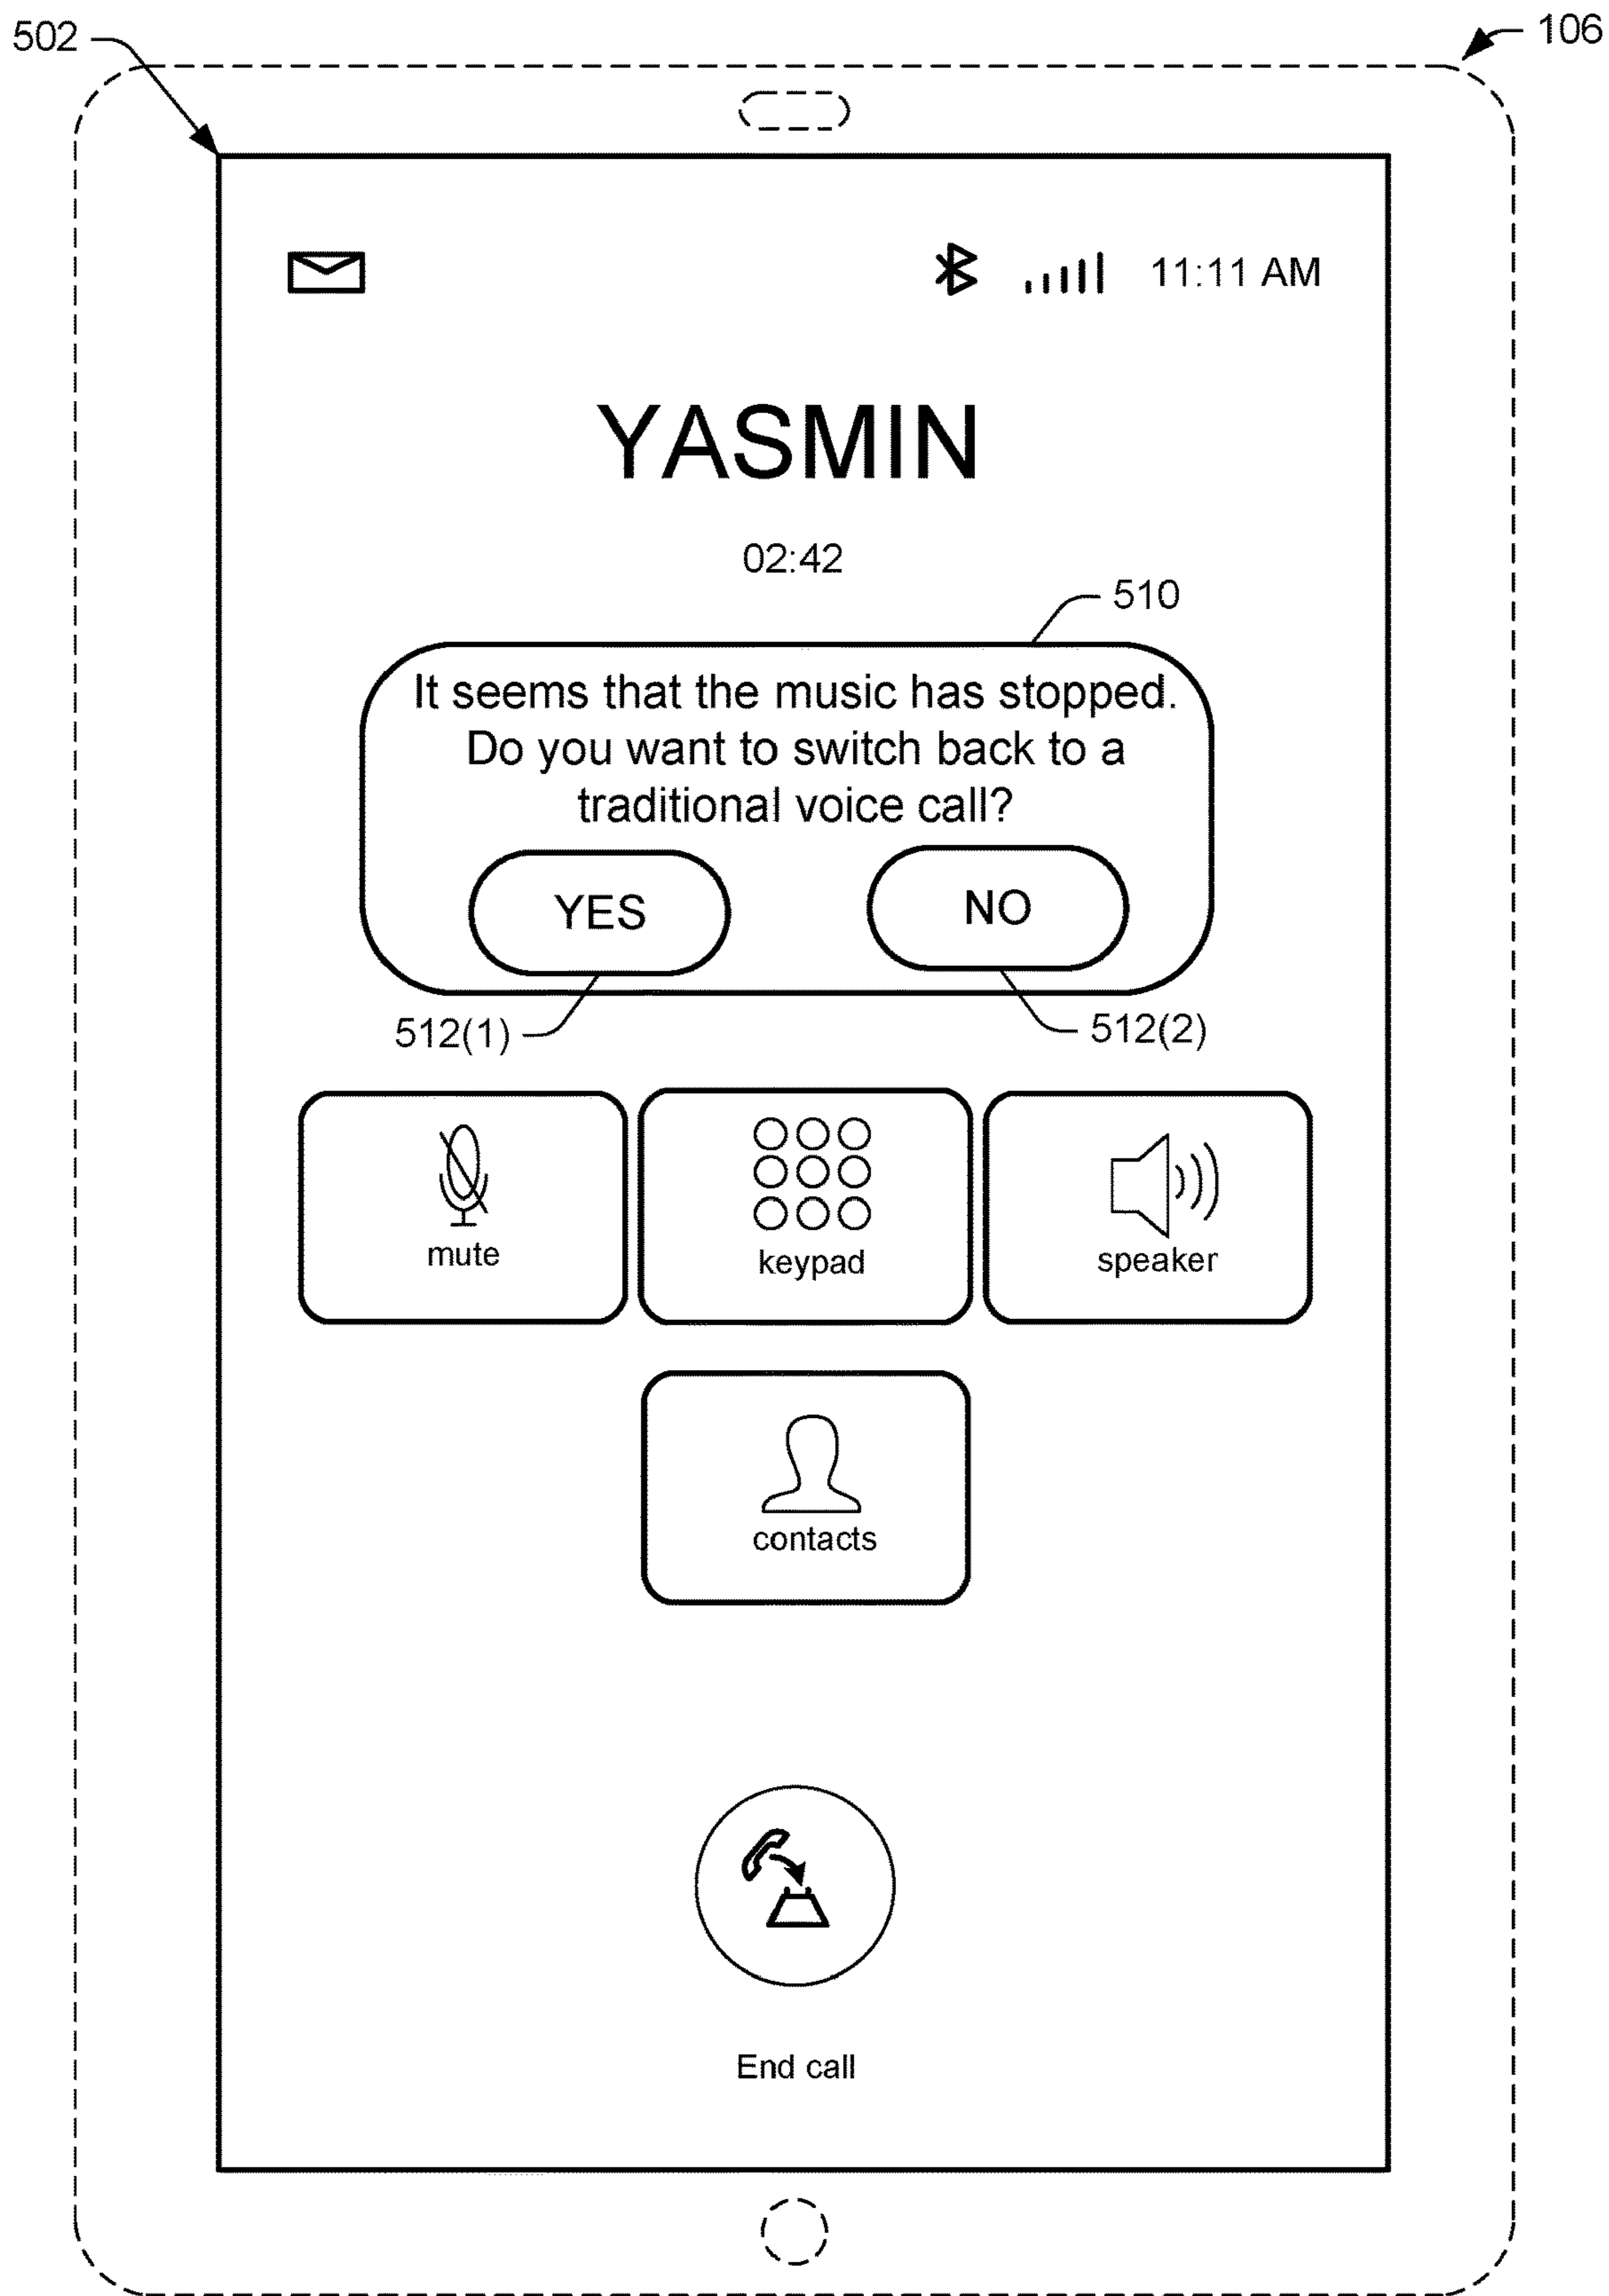 502
106
11:11 AM
YASMIN
02:42
510
It seems that the music has stopped.
Do you want to switch back to a
traditional voice call?
YES
NO
512(1)
512(2)
mute
keypad
speaker
contacts
End call